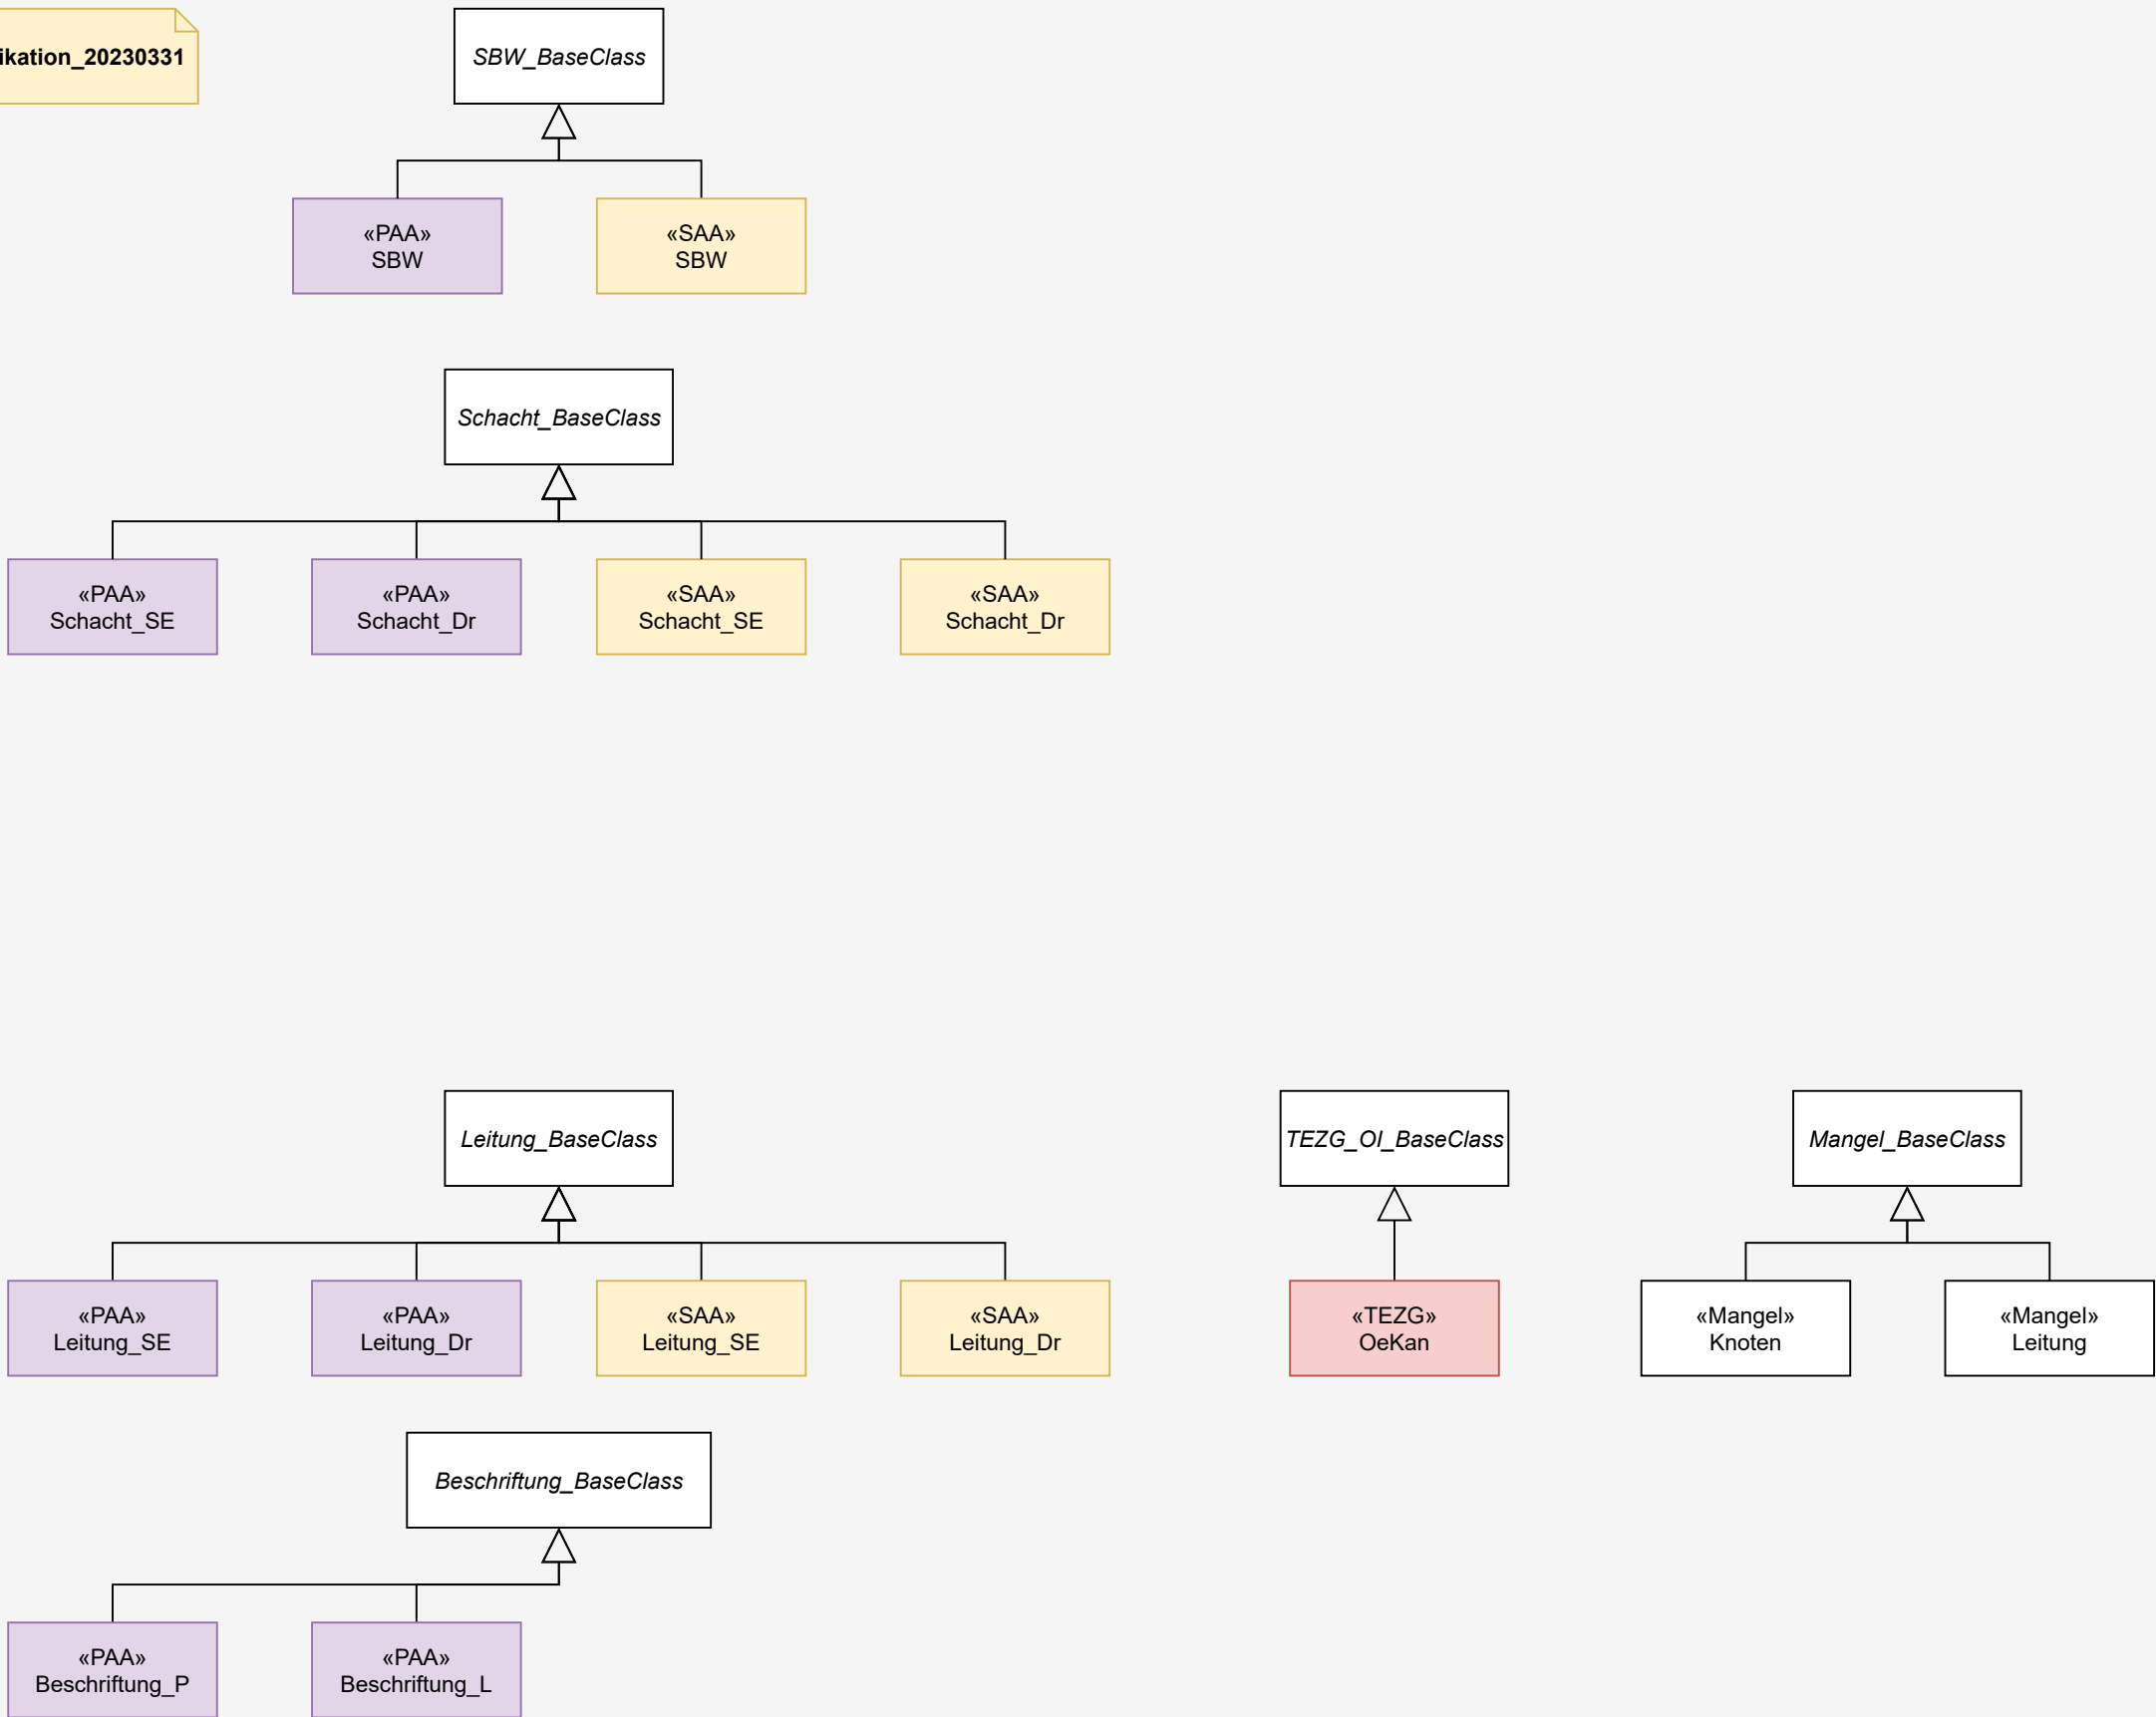 ikation_20230331
SBW_BaseClass
«PAA»
SBW
«SAA»
SBW
Schacht_BaseClass
«PAA»
Schacht_SE
«PAA»
Schacht_Dr
«SAA»
Schacht_SE
«SAA»
Schacht_Dr
Leitung_BaseClass
TEZG_OI_BaseClass
Mangel_BaseClass
«PAA»
Leitung_SE
«PAA»
Leitung_Dr
«SAA»
Leitung_SE
«SAA»
Leitung_Dr
«TEZG»
OeKan
«Mangel»
Knoten
«Mangel»
Leitung
Beschriftung_BaseClass
«PAA»
Beschriftung_P
«PAA»
Beschriftung_L